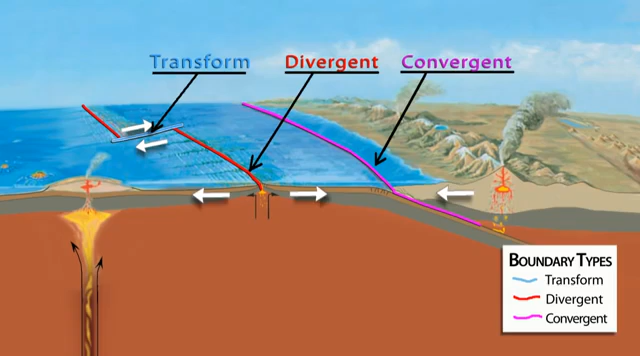 Transform
Divergent
Convergent
BOUNDARY TYPES
Transform
Divergent
Convergent